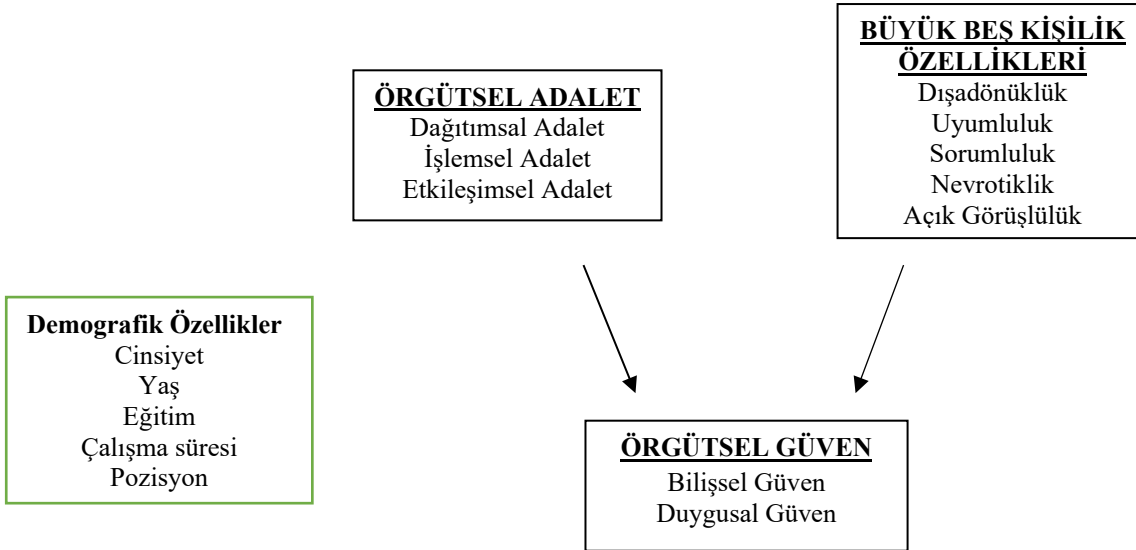 BÜYÜK BEŞ KİŞİLİK
ÖZELLİKLERİ
Dışadönüklük
Uyumluluk
Sorumluluk
Nevrotiklik
Açık Görüşlülük
ÖRGÜTSEL ADALET
Dağıtımsal Adalet
İşlemsel Adalet
Etkileşimsel Adalet
Demografik Özellikler
Cinsiyet
Yaş
Eğitim
Çalışma süresi
Pozisyon
ÖRGÜTSEL GÜVEN
Bilişsel Güven
Duygusal Güven